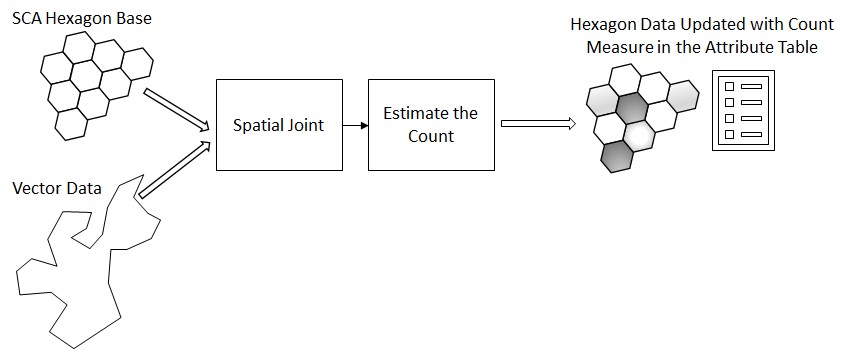 SCA Hexagon Base
Hexagon Data Updated with Count
Measure in the Attribute Table
Spatial Joint
Estimate the
Count
Vector Data